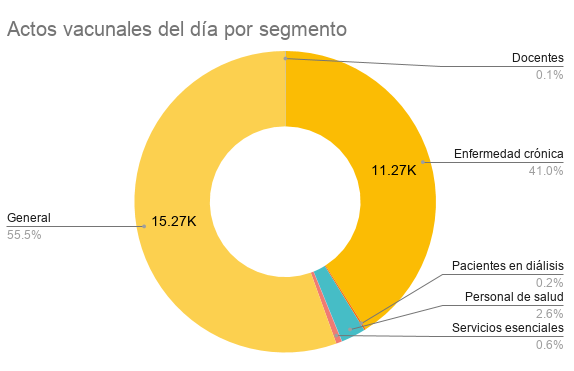 Actos vacunales del día por segmento
Docentes
0.1%
Enfermedad crónica
41.0%
11.27K
General
55.5%
15.27K
Pacientes en diálisis
0.2%
Personal de salud
2.6%
Servicios esenciales
0.6%